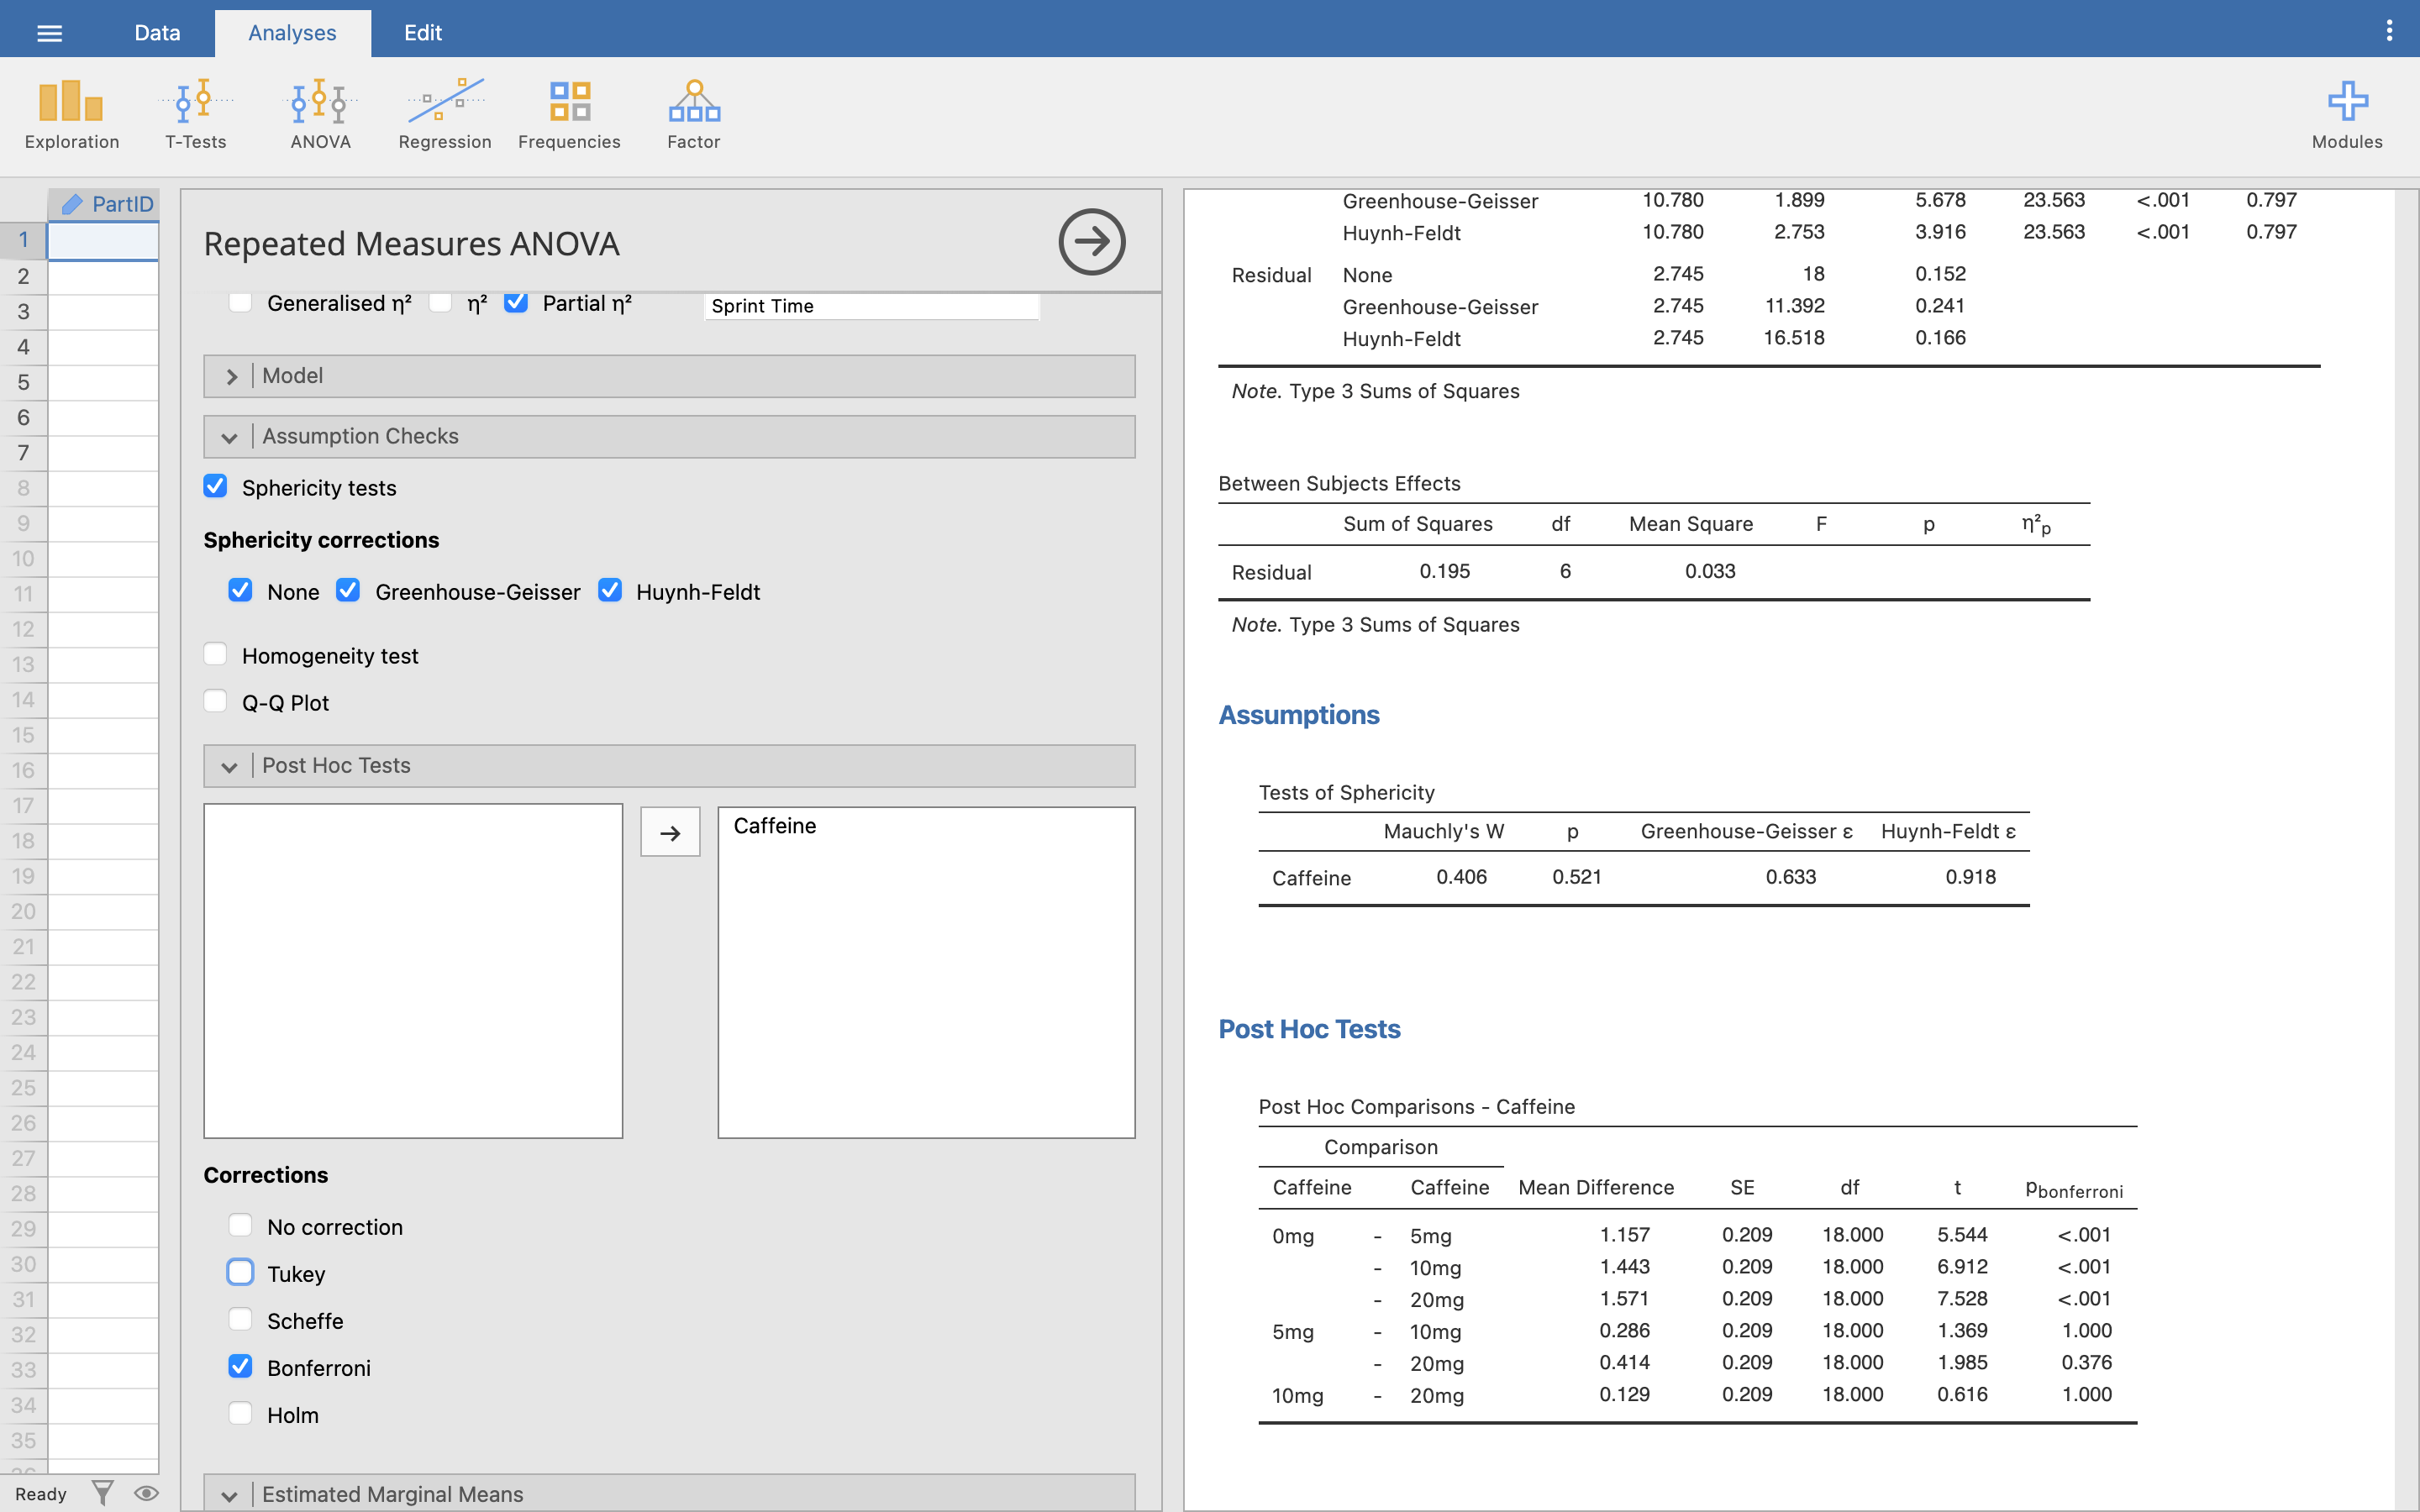 Data Analyses Edit
Exploration T-Tests ANOVA Regression Frequencies Factor Modules
PartID
1
2
3
4
5
6
7
8
9
10
11
12
13
14
15
16
17
18
19
20
21
22
23
24
25
26
27
28
29
30
31
32
33
34
35
Ready
Repeated Measures ANOVA
Generalised η² η² Partial η² Sprint Time
Model
Assumption Checks
Sphericity tests
Sphericity corrections
None Greenhouse-Geisser Huynh-Feldt
Homogeneity test
Q-Q Plot
Post Hoc Tests
Caffeine
Corrections
No correction
Tukey
Scheffe
Bonferroni
Holm
Estimated Marginal Means
Greenhouse-Geisser 10.780 1.899 5.678 23.563 <.001 0.797
Huynh-Feldt 10.780 2.753 3.916 23.563 <.001 0.797
Residual None 2.745 18 0.152
Greenhouse-Geisser 2.745 11.392 0.241
Huynh-Feldt 2.745 16.518 0.166
Note. Type 3 Sums of Squares
Between Subjects Effects
Sum of Squares df Mean Square F p η²p
Residual 0.195 6 0.033
Note. Type 3 Sums of Squares
Assumptions
Tests of Sphericity
Mauchly's W p Greenhouse-Geisser ε Huynh-Feldt ε
Caffeine 0.406 0.521 0.633 0.918
Post Hoc Tests
Post Hoc Comparisons - Caffeine
Comparison
Caffeine Caffeine Mean Difference SE df t pbonferroni
0mg - 5mg 1.157 0.209 18.000 5.544 <.001
- 10mg 1.443 0.209 18.000 6.912 <.001
- 20mg 1.571 0.209 18.000 7.528 <.001
5mg - 10mg 0.286 0.209 18.000 1.369 1.000
- 20mg 0.414 0.209 18.000 1.985 0.376
10mg - 20mg 0.129 0.209 18.000 0.616 1.000